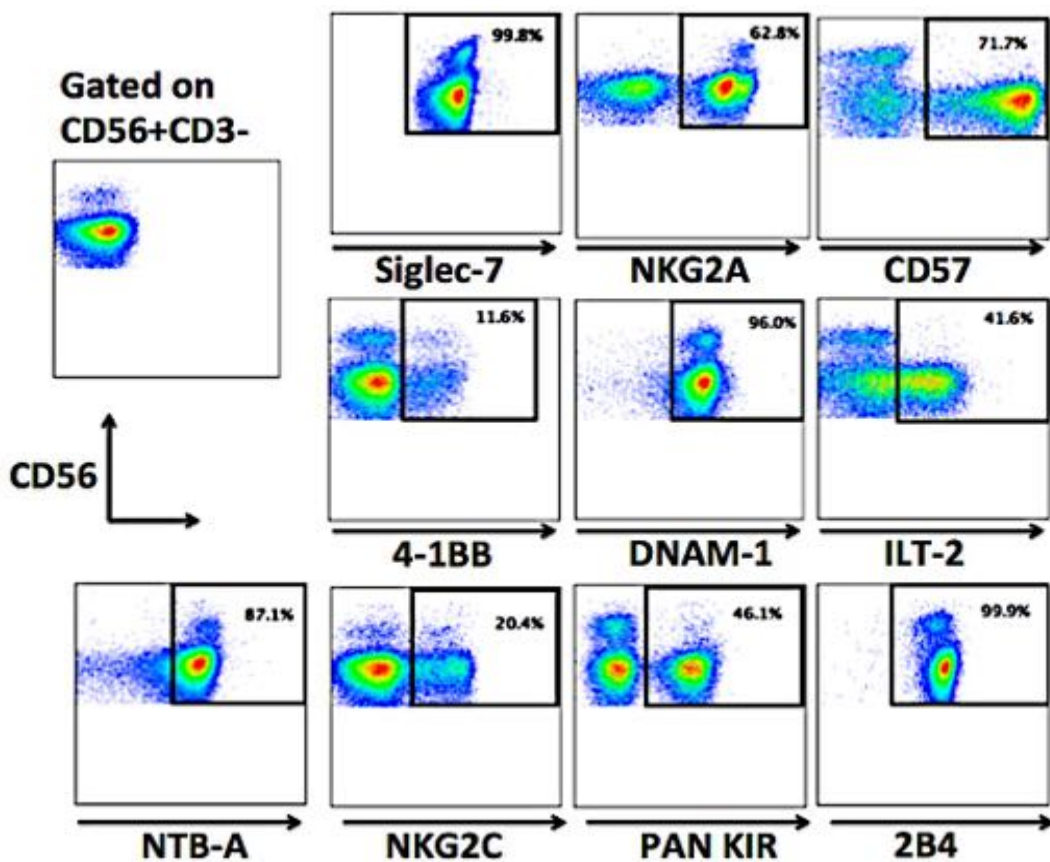 Gated on
CD56+CD3-
99.8%
62.8%
71.7%
Siglec-7
NKG2A
CD57
11.6%
96.0%
41.6%
CD56
4-1BB
DNAM-1
ILT-2
87.1%
20.4%
46.1%
99.9%
NTB-A
NKG2C
PAN KIR
2B4